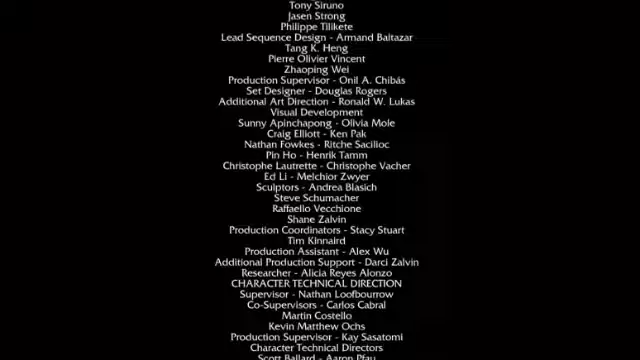 Tony Siruno
Jasen Strong
Philippe Tilikete
Lead Sequence Design - Armand Baltazar
Tang K. Heng
Pierre Olivier Vincent
Zhaoping Wei
Production Supervisor - Onil A. Chibás
Set Designer - Douglas Rogers
Additional Art Direction - Ronald W. Lukas
Visual Development
Sunny Apinchapong - Olivia Mole
Craig Elliott - Ken Pak
Nathan Fowkes - Ritche Sacilioc
Pin Ho - Henrik Tamm
Christophe Lautrette - Christophe Vacher
Ed Li - Melchior Zwyer
Sculptors - Andrea Blasich
Steve Schumacher
Raffaello Vecchione
Shane Zalvin
Production Coordinators - Stacy Stuart
Tim Kinnaird
Production Assistant - Alex Wu
Additional Production Support - Darci Zalvin
Researcher - Alicia Reyes Alonzo
CHARACTER TECHNICAL DIRECTION
Supervisor - Nathan Loofbourrow
Co-Supervisors - Carlos Cabral
Martin Costello
Kevin Matthew Ochs
Production Supervisor - Kay Sasatomi
Character Technical Directors
Scott Ballard - Aaron Pfau